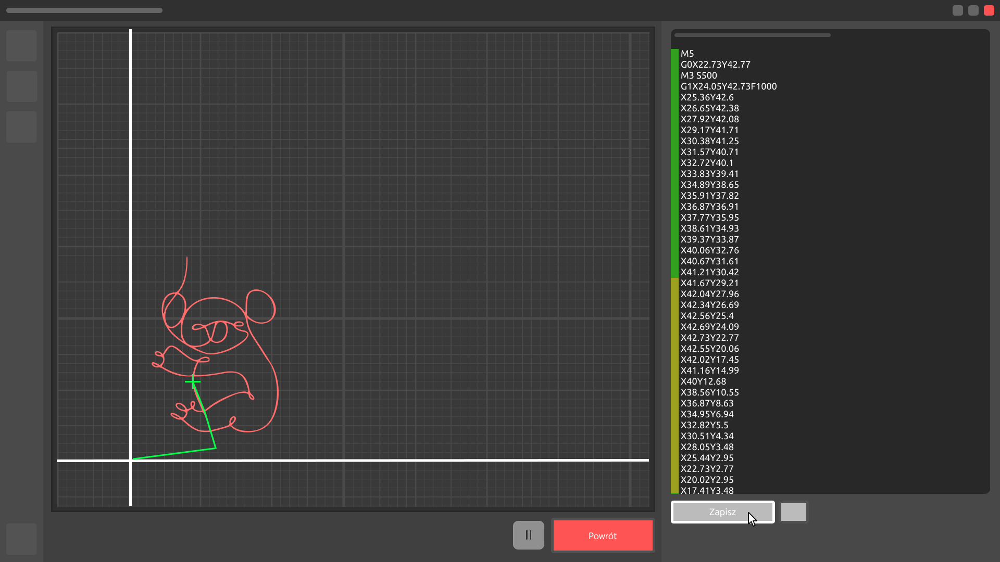 M5
G0X22.73Y42.77
M3 S500
G1X24.05Y42.73F1000
X25.36Y42.6
X26.65Y42.38
X27.92Y42.08
X29.17Y41.71
X30.38Y41.25
X31.57Y40.71
X32.72Y40.1
X33.83Y39.41
X34.89Y38.65
X35.91Y37.82
X36.87Y36.91
X37.77Y35.95
X38.61Y34.93
X39.37Y33.87
X40.06Y32.76
X40.67Y31.61
X41.21Y30.42
X41.67Y29.21
X42.04Y27.96
X42.34Y26.69
X42.56Y25.4
X42.69Y24.09
X42.73Y22.77
X42.55Y20.06
X42.02Y17.45
X41.16Y14.99
X40Y12.68
X38.56Y10.55
X36.87Y8.63
X34.95Y6.94
X32.82Y5.5
X30.51Y4.34
X28.05Y3.48
X25.44Y2.95
X22.73Y2.77
X20.02Y2.95
X17.41Y3.48
Zapisz
Powrót